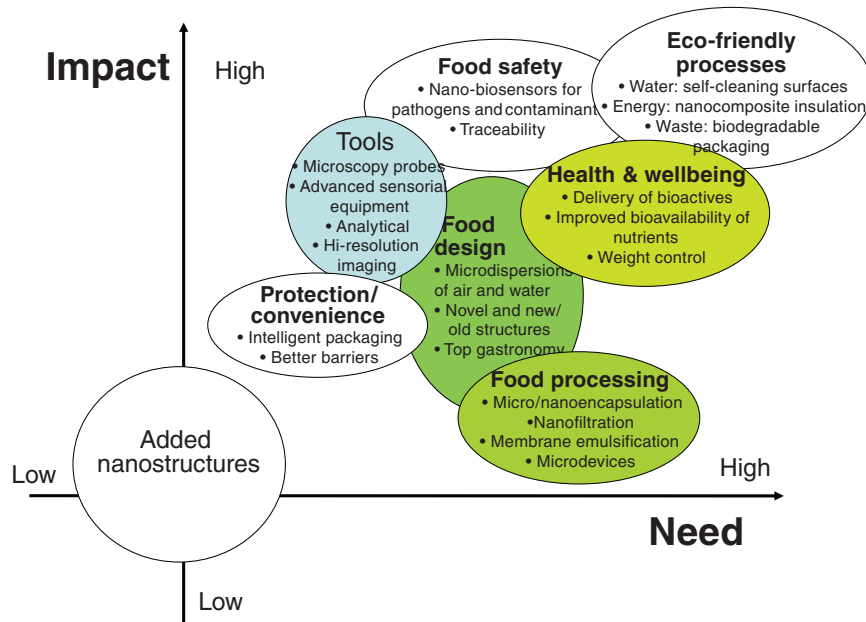 Impact
High
Food safety
• Nano-biosensors for
pathogens and contaminant
• Traceability
Eco-friendly
processes
• Water: self-cleaning surfaces
• Energy: nanocomposite insulation
• Waste: biodegradable
packaging
Tools
• Microscopy probes
• Advanced sensorial
equipment
• Analytical
• Hi-resolution
imaging
Health & wellbeing
• Delivery of bioactives
• Improved bioavailability of
nutrients
• Weight control
Food
design
• Microdispersions
of air and water
• Novel and new/
old structures
• Top gastronomy
Protection/
convenience
• Intelligent packaging
• Better barriers
Food processing
• Micro/nanoencapsulation
•Nanofiltration
• Membrane emulsification
• Microdevices
Added
nanostructures
Low
High
Need
Low